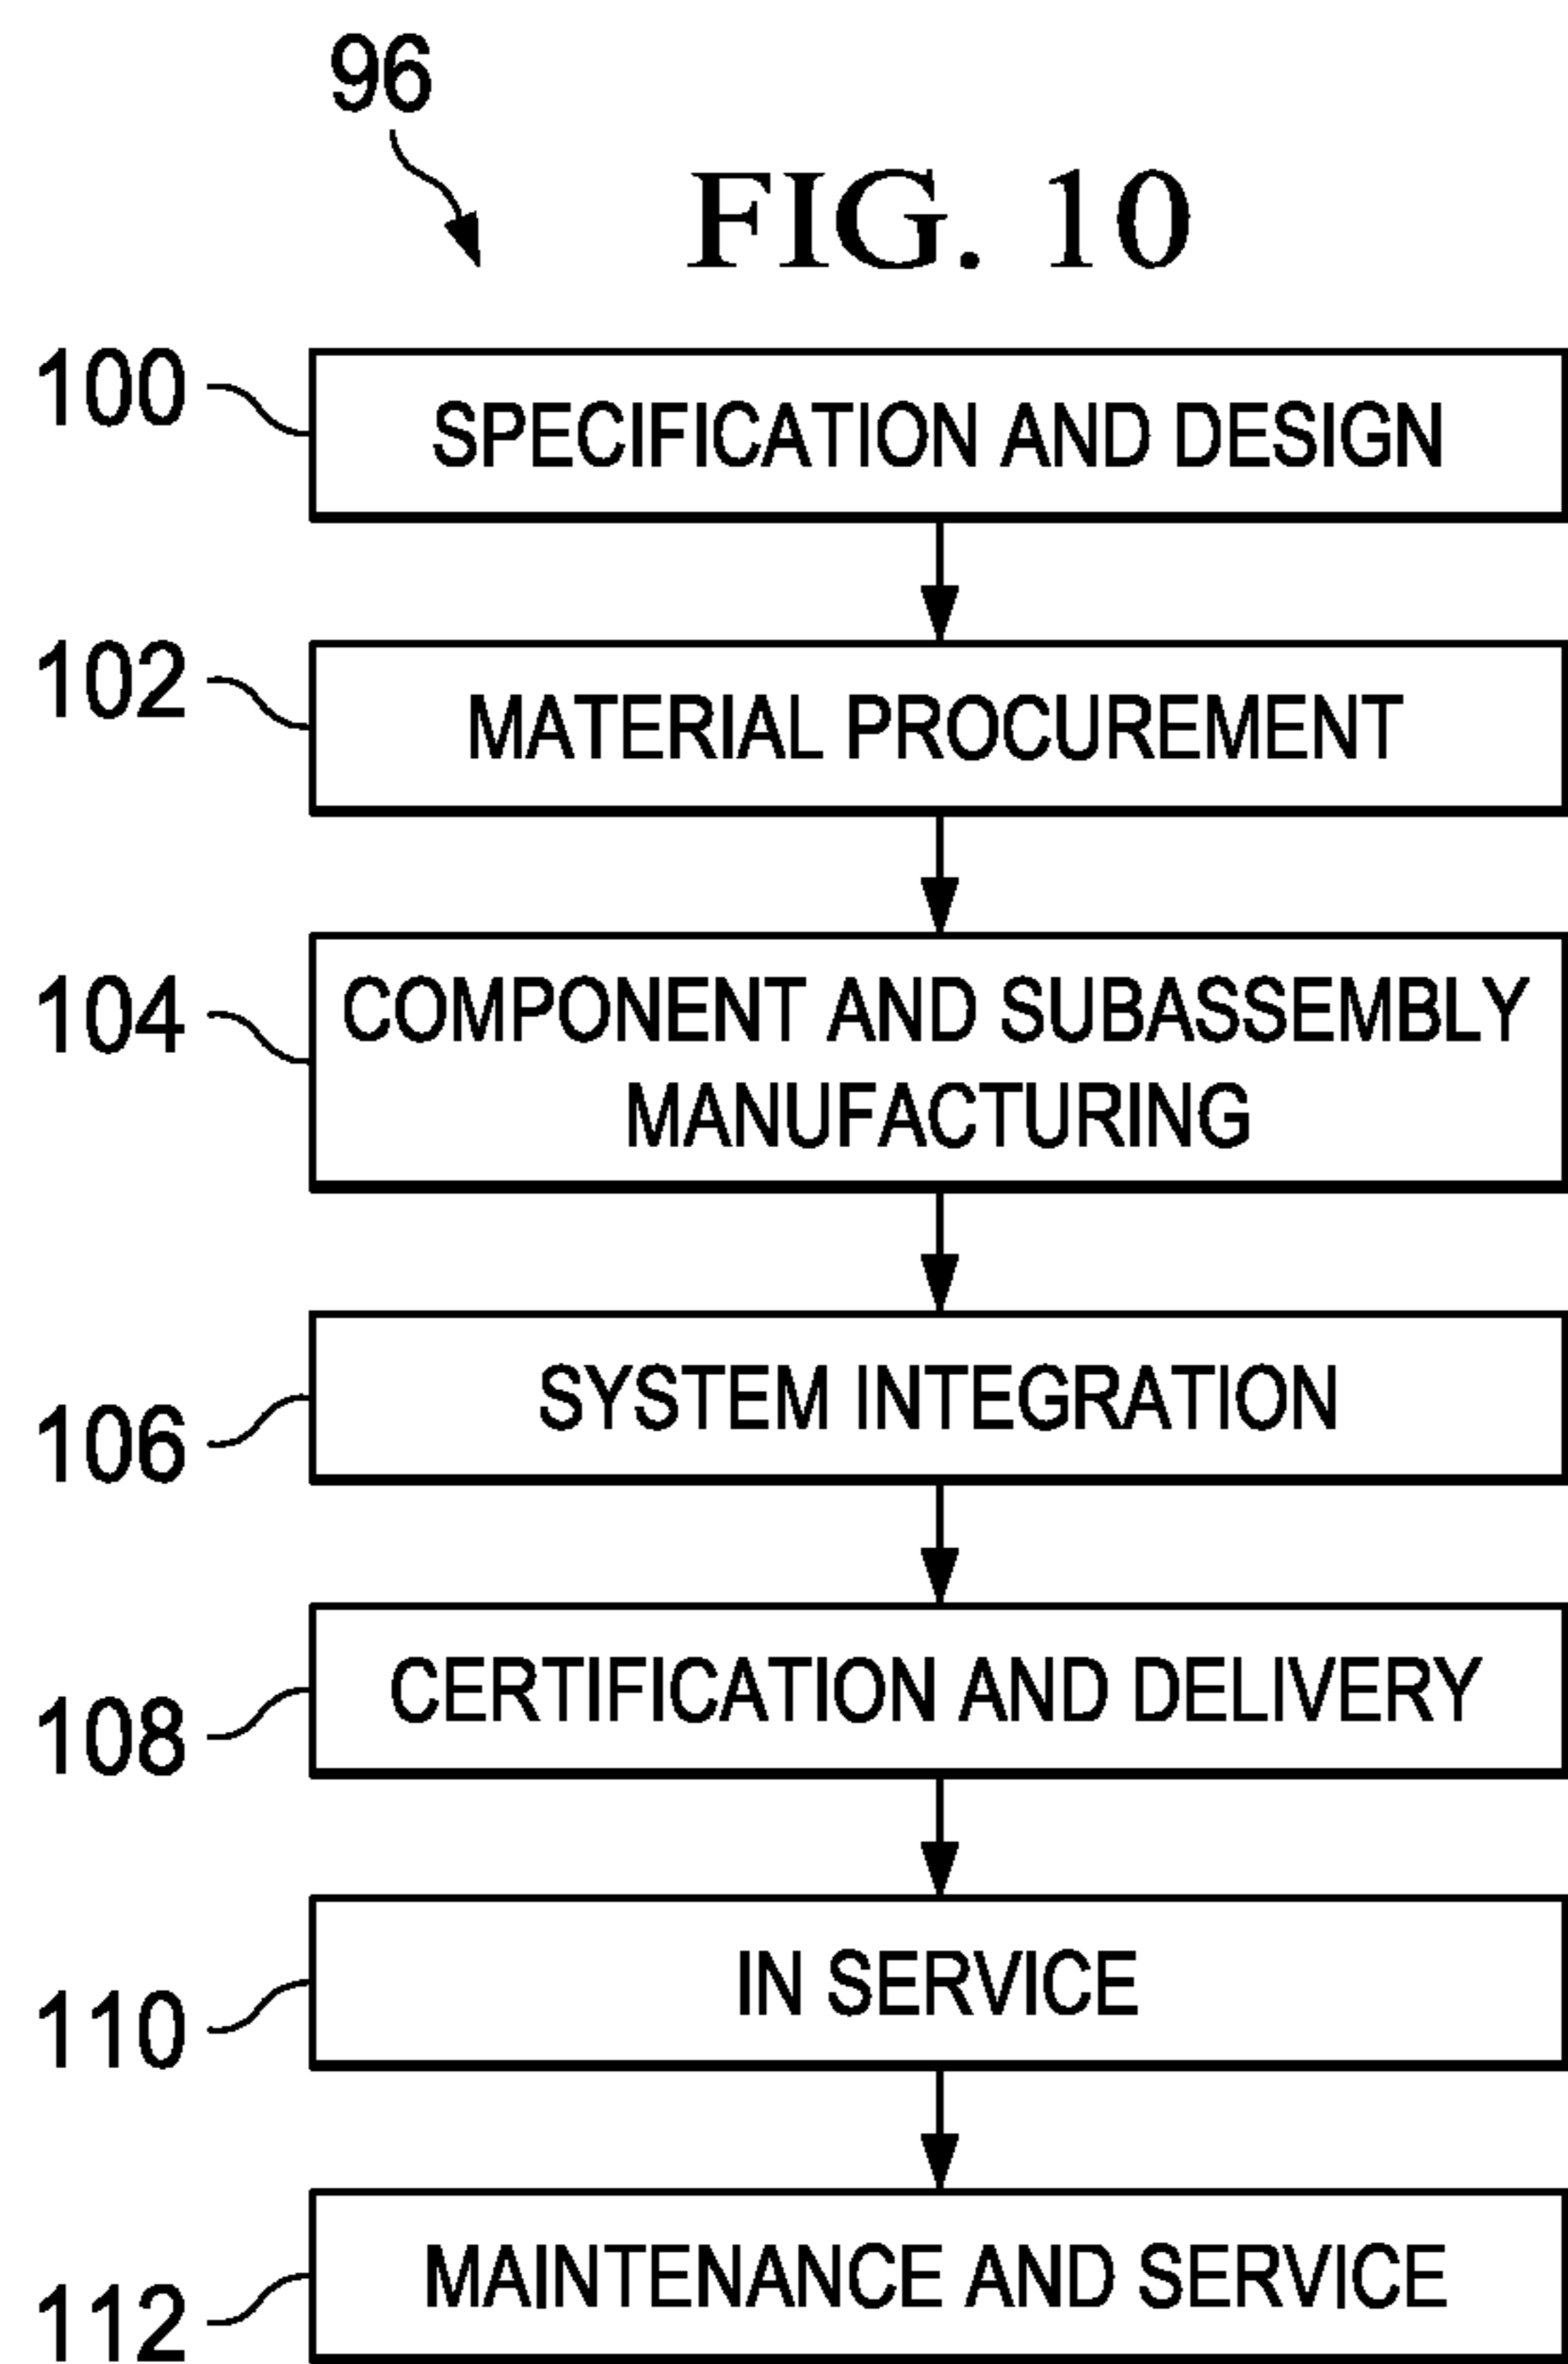 96
FIG. 10
100
SPECIFICATION AND DESIGN
102
MATERIAL PROCUREMENT
104
COMPONENT AND SUBASSEMBLY
MANUFACTURING
106
SYSTEM INTEGRATION
108
CERTIFICATION AND DELIVERY
110
IN SERVICE
112
MAINTENANCE AND SERVICE